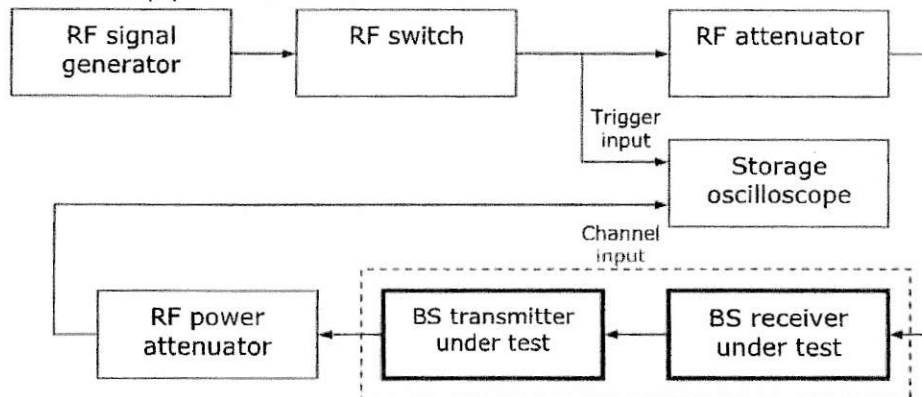 RF signal
generator
RF switch
RF attenuator
Trigger
input
Storage
oscilloscope
Channel
input
RF power
attenuator
BS transmitter
under test
BS receiver
under test